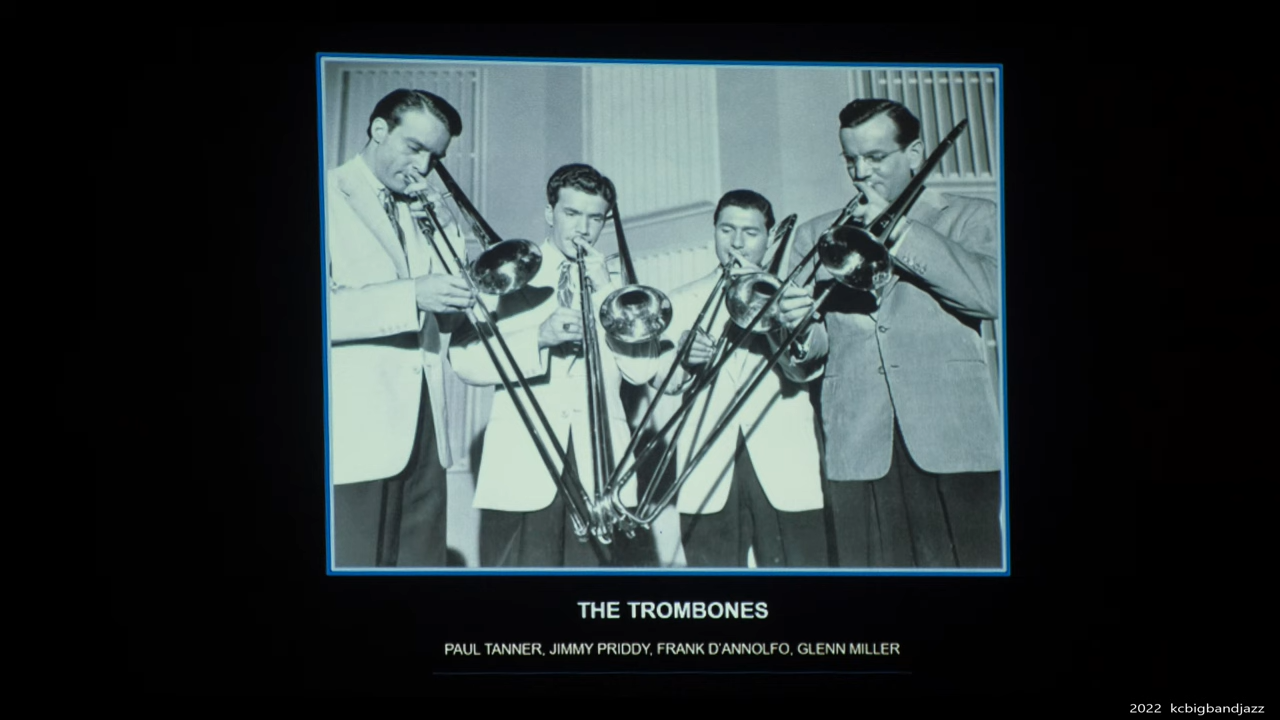 THE TROMBONES
PAUL TANNER, JIMMY PRIDDY, FRANK D'ANNOLFO, GLENN MILLER
2022 kcbigbandjazz